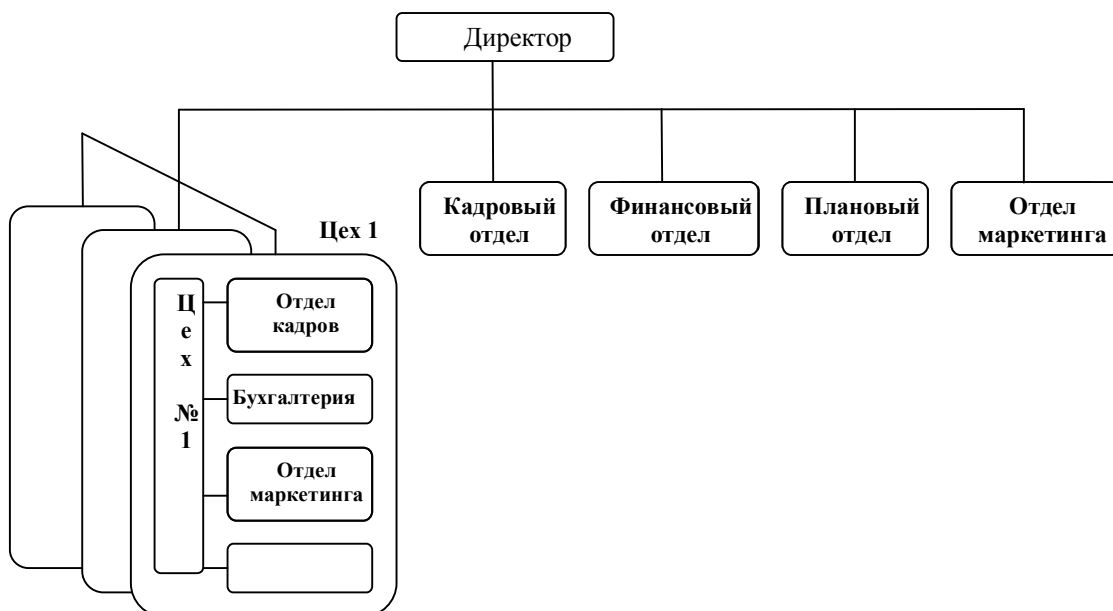 Директор
Кадровый
отдел
Финансовый
отдел
Плановый
отдел
Отдел
маркетинга
Цех 1
Ц
е
х
№
1
Отдел
кадров
Бухгалтерия
Отдел
маркетинга